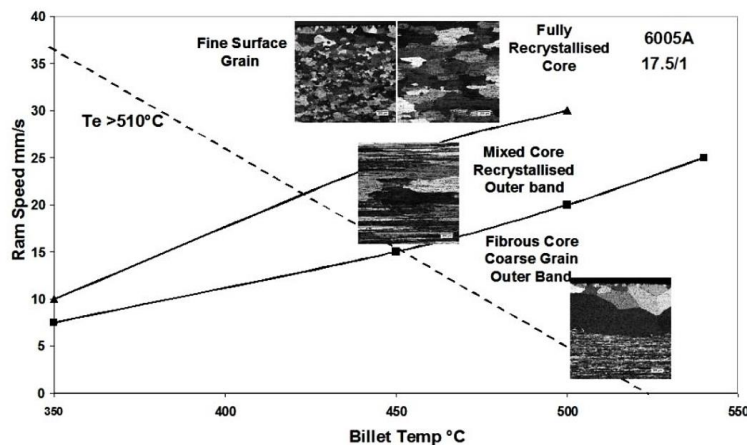 40
35
30
25
20
15
10
5
0
Ram Speed mm/s
Fine Surface
Grain
Fully
Recrystallised
Core
6005A
17.5/1
Te >510°C
Mixed Core
Recrystallised
Outer band
Fibrous Core
Coarse Grain
Outer Band
350
400
450
500
550
Billet Temp °C